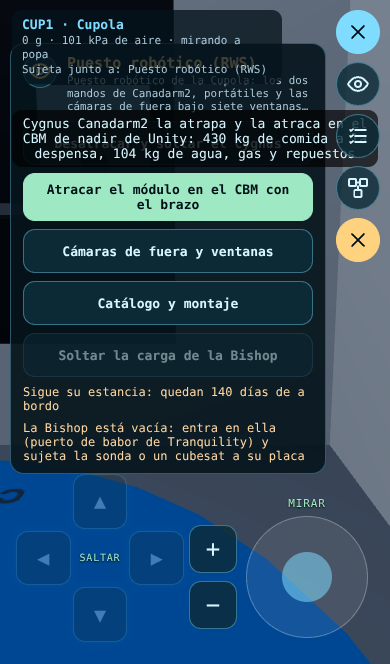 CUP1 · Cupola
0 g · 101 kPa de aire · mirando a
popa
Sujeta junto a: Puesto robótico (RWS)
Puesto robótico (RWS)
Puesto robótico de la Cupola: los dos
mandos de Canadarm2, portátiles y las
cámaras de fuera bajo siete ventanas…
Cygnus Canadarm2 la atrapa y la atraca en el
CBM de nadir de Unity: 430 kg de comida a
despensa, 104 kg de agua, gas y repuestos
Atracar el módulo en el CBM con
el brazo
Cámaras de fuera y ventanas
Catálogo y montaje
Soltar la carga de la Bishop
Sigue su estancia: quedan 140 días de a
bordo
La Bishop está vacía: entra en ella
(puerto de babor de Tranquility) y
sujeta la sonda o un cubesat a su placa
MIRAR
SALTAR
+
−